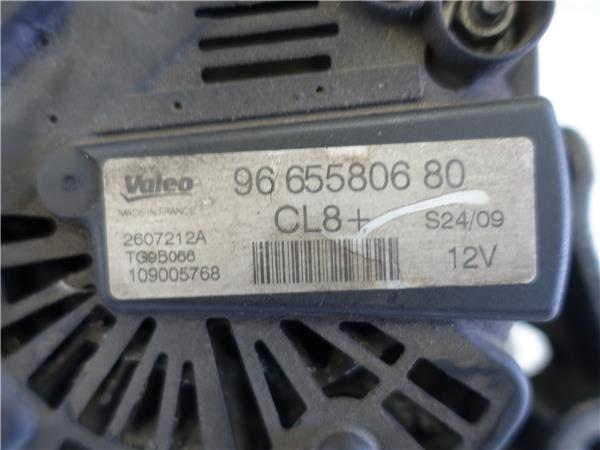 Valeo
96 655806 80
MADE IN FRANCE
CL8+
S24/09
2607212A
TG9B066
109005768
12V